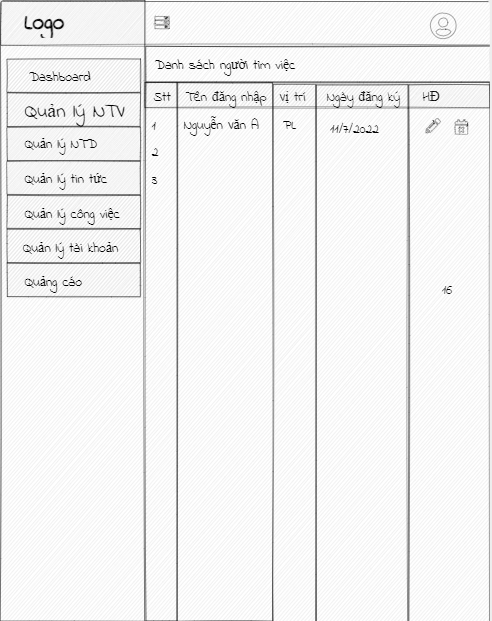 Logo
Dashboard
Quản lý NTV
Quản lý NTD
Quản lý tin tức
Quản lý công việc
Quản lý tài khoản
Quảng cáo
Danh sách người tìm việc
Stt Tên đăng nhập vị trí Ngày đăng ký HĐ
1 Nguyễn văn A PL 11/7/2022
2
3
16